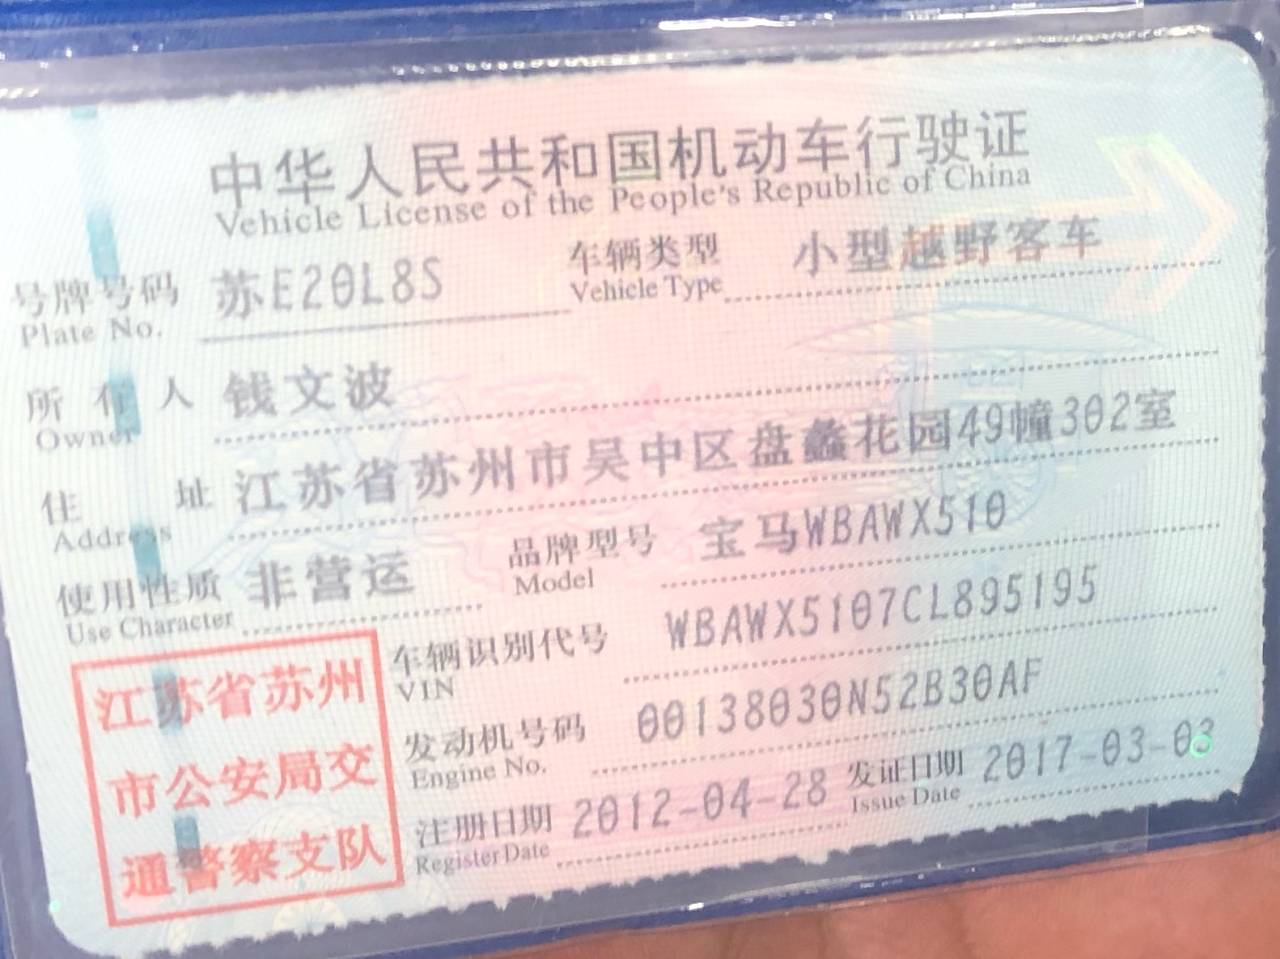 中华人民共和国机动车行驶证
Vehicle License of the People's Republic of China
号牌号码 苏E20L8S 车辆类型 小型越野客车
Plate No. Vehicle Type
所有人 钱文波
Owner
住址 江苏省苏州市吴中区盘蠡花园49幢302室
Address
使用性质 非营运 品牌型号 宝马WBAWX510
Use Character Model
车辆识别代号 WBAWX5107CL895195
VIN
发动机号码 00138030N52B30AF
Engine No.
注册日期 2012-04-28 发证日期 2017-03-03
Register Date Issue Date
江苏省苏州
市公安局交
通警察支队